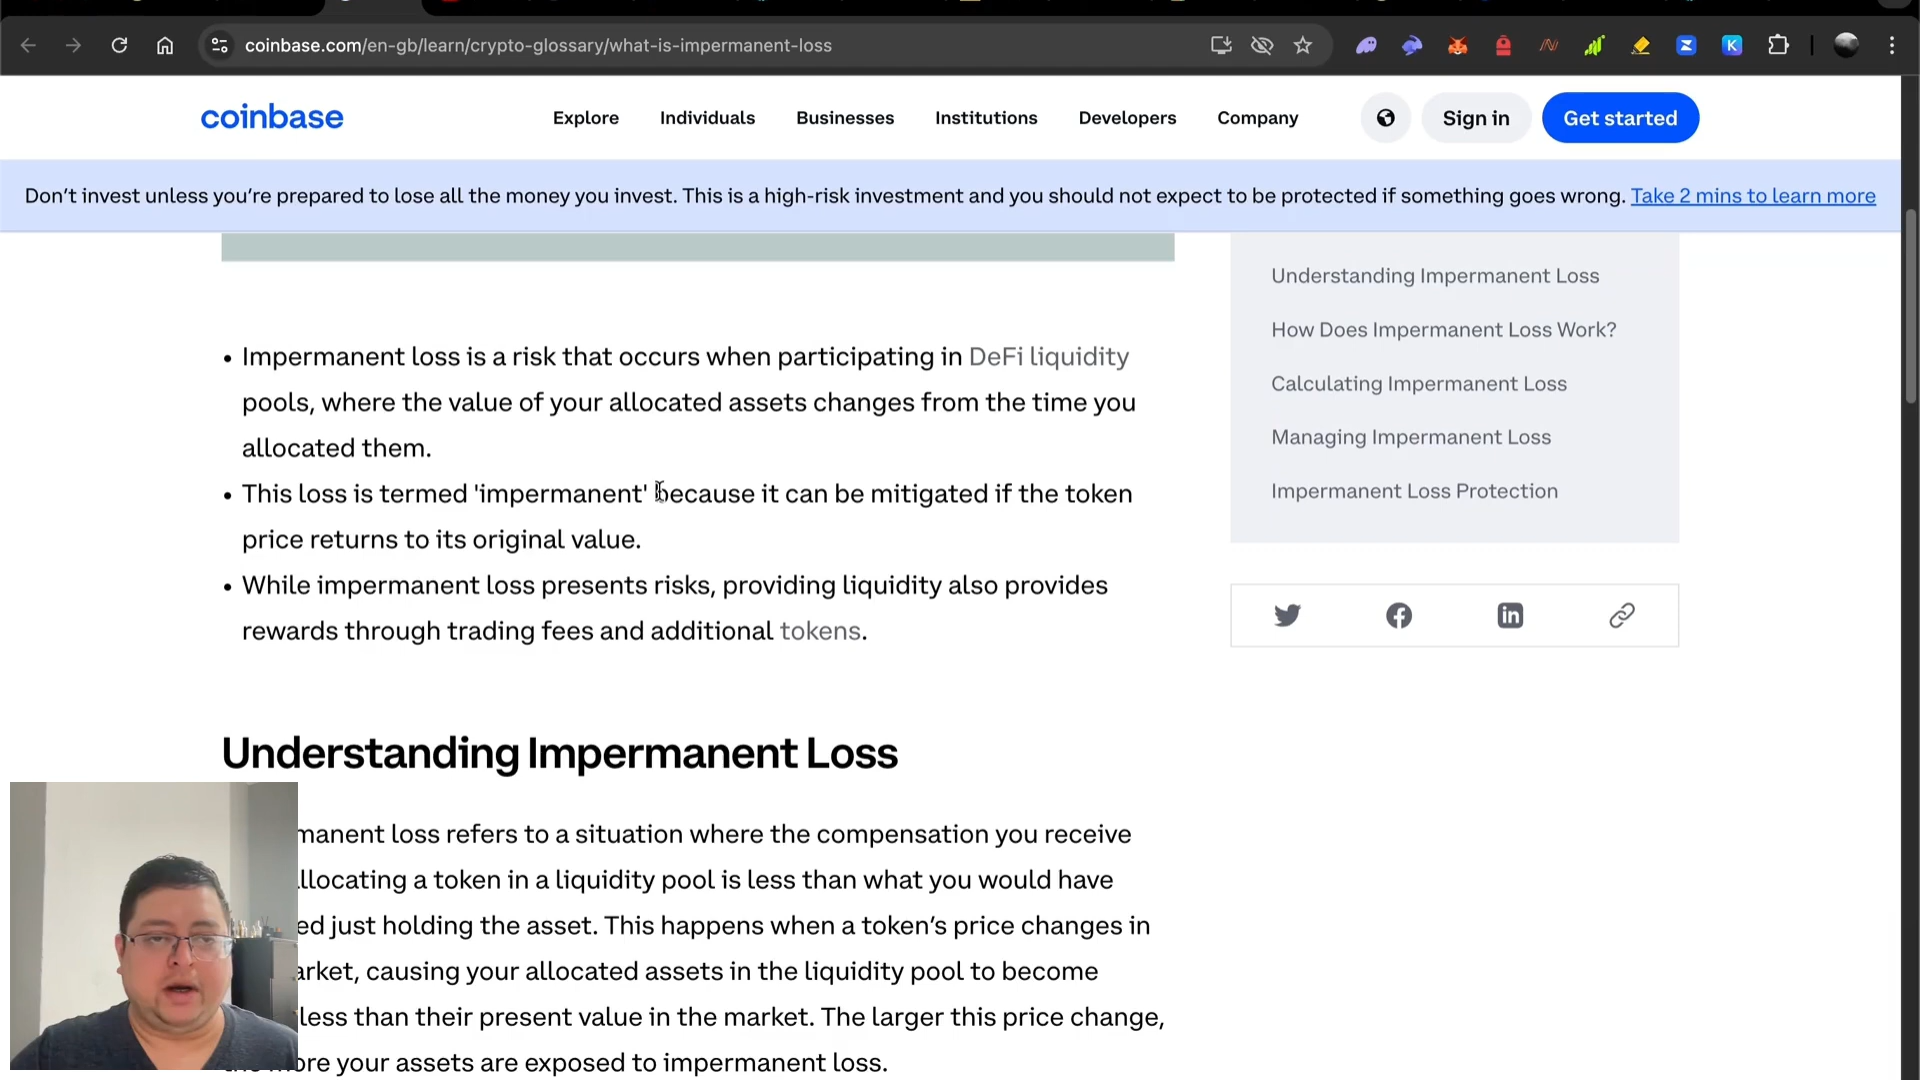 coinbase.com/en-gb/learn/crypto-glossary/what-is-impermanent-loss
coinbase
Explore
Individuals
Businesses
Institutions
Developers
Company
Sign in
Get started
Don't invest unless you're prepared to lose all the money you invest. This is a high-risk investment and you should not expect to be protected if something goes wrong. Take 2 mins to learn more
• Impermanent loss is a risk that occurs when participating in DeFi liquidity
pools, where the value of your allocated assets changes from the time you
allocated them.
• This loss is termed 'impermanent' because it can be mitigated if the token
price returns to its original value.
• While impermanent loss presents risks, providing liquidity also provides
rewards through trading fees and additional tokens.
Understanding Impermanent Loss
How Does Impermanent Loss Work?
Calculating Impermanent Loss
Managing Impermanent Loss
Impermanent Loss Protection
Understanding Impermanent Loss
manent loss refers to a situation where the compensation you receive
llocating a token in a liquidity pool is less than what you would have
ed just holding the asset. This happens when a token's price changes in
arket, causing your allocated assets in the liquidity pool to become
less than their present value in the market. The larger this price change,
ore your assets are exposed to impermanent loss.